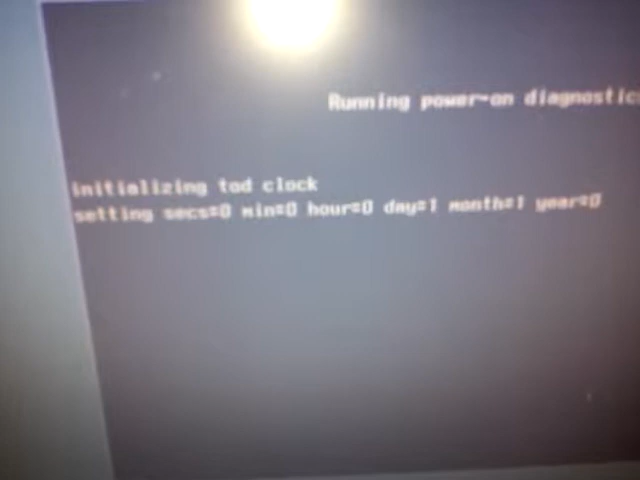 Running power-on diagnostics
initializing tod clock
setting secs=0 min=0 hour=0 day=1 month=1 year=0